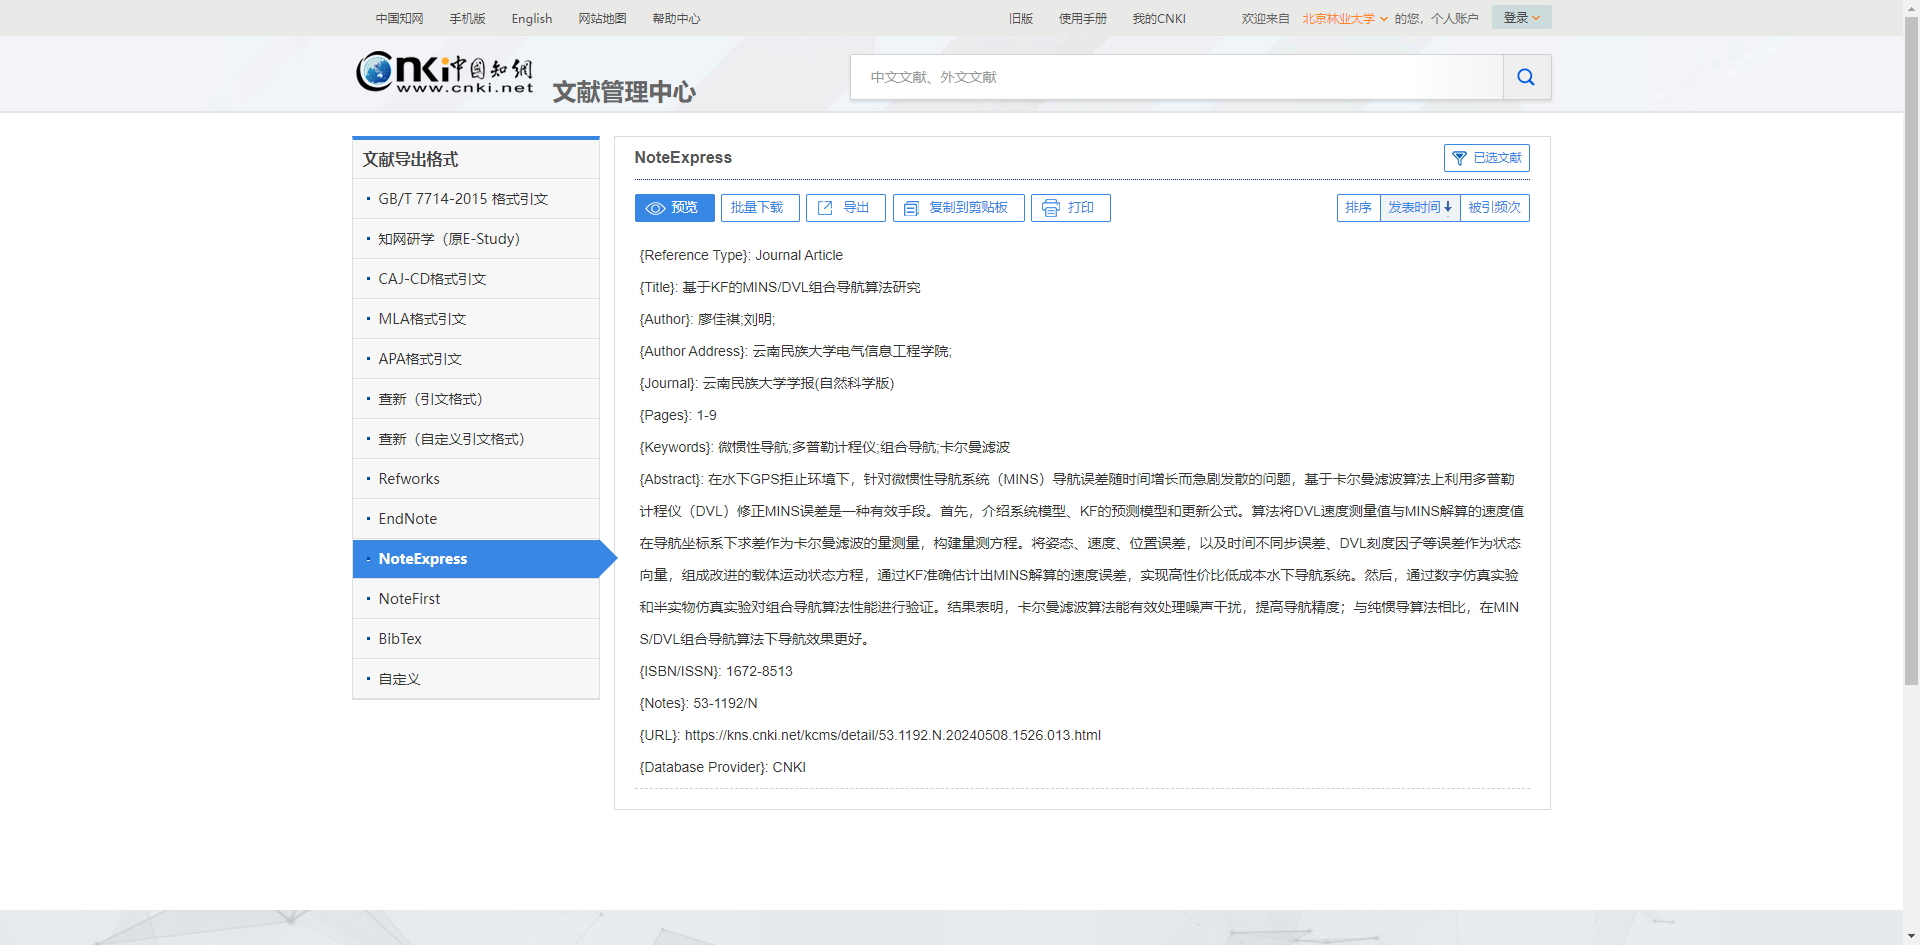 中国知网 手机版 English 网站地图 帮助中心 旧版 使用手册 我的CNKI 欢迎来自 北京林业大学 的您，个人账户 登录
cnki中国知网
www.cnki.net
文献管理中心
中文文献、外文文献
文献导出格式
GB/T 7714-2015 格式引文
知网研学（原E-Study）
CAJ-CD格式引文
MLA格式引文
APA格式引文
查新（引文格式）
查新（自定义引文格式）
Refworks
EndNote
NoteExpress
NoteFirst
BibTex
自定义
NoteExpress 已选文献
预览 批量下载 导出 复制到剪贴板 打印 排序 发表时间 被引频次
{Reference Type}: Journal Article
{Title}: 基于KF的MINS/DVL组合导航算法研究
{Author}: 廖佳祺;刘明;
{Author Address}: 云南民族大学电气信息工程学院;
{Journal}: 云南民族大学学报(自然科学版)
{Pages}: 1-9
{Keywords}: 微惯性导航;多普勒计程仪;组合导航;卡尔曼滤波
{Abstract}: 在水下GPS拒止环境下，针对微惯性导航系统（MINS）导航误差随时间增长而急剧发散的问题，基于卡尔曼滤波算法上利用多普勒
计程仪（DVL）修正MINS误差是一种有效手段。首先，介绍系统模型、KF的预测模型和更新公式。算法将DVL速度测量值与MINS解算的速度值
在导航坐标系下求差作为卡尔曼滤波的量测量，构建量测方程。将姿态、速度、位置误差，以及时间不同步误差、DVL刻度因子等误差作为状态
向量，组成改进的载体运动状态方程，通过KF准确估计出MINS解算的速度误差，实现高性价比低成本水下导航系统。然后，通过数字仿真实验
和半实物仿真实验对组合导航算法性能进行验证。结果表明，卡尔曼滤波算法能有效处理噪声干扰，提高导航精度；与纯惯导算法相比，在MIN
S/DVL组合导航算法下导航效果更好。
{ISBN/ISSN}: 1672-8513
{Notes}: 53-1192/N
{URL}: https://kns.cnki.net/kcms/detail/53.1192.N.20240508.1526.013.html
{Database Provider}: CNKI